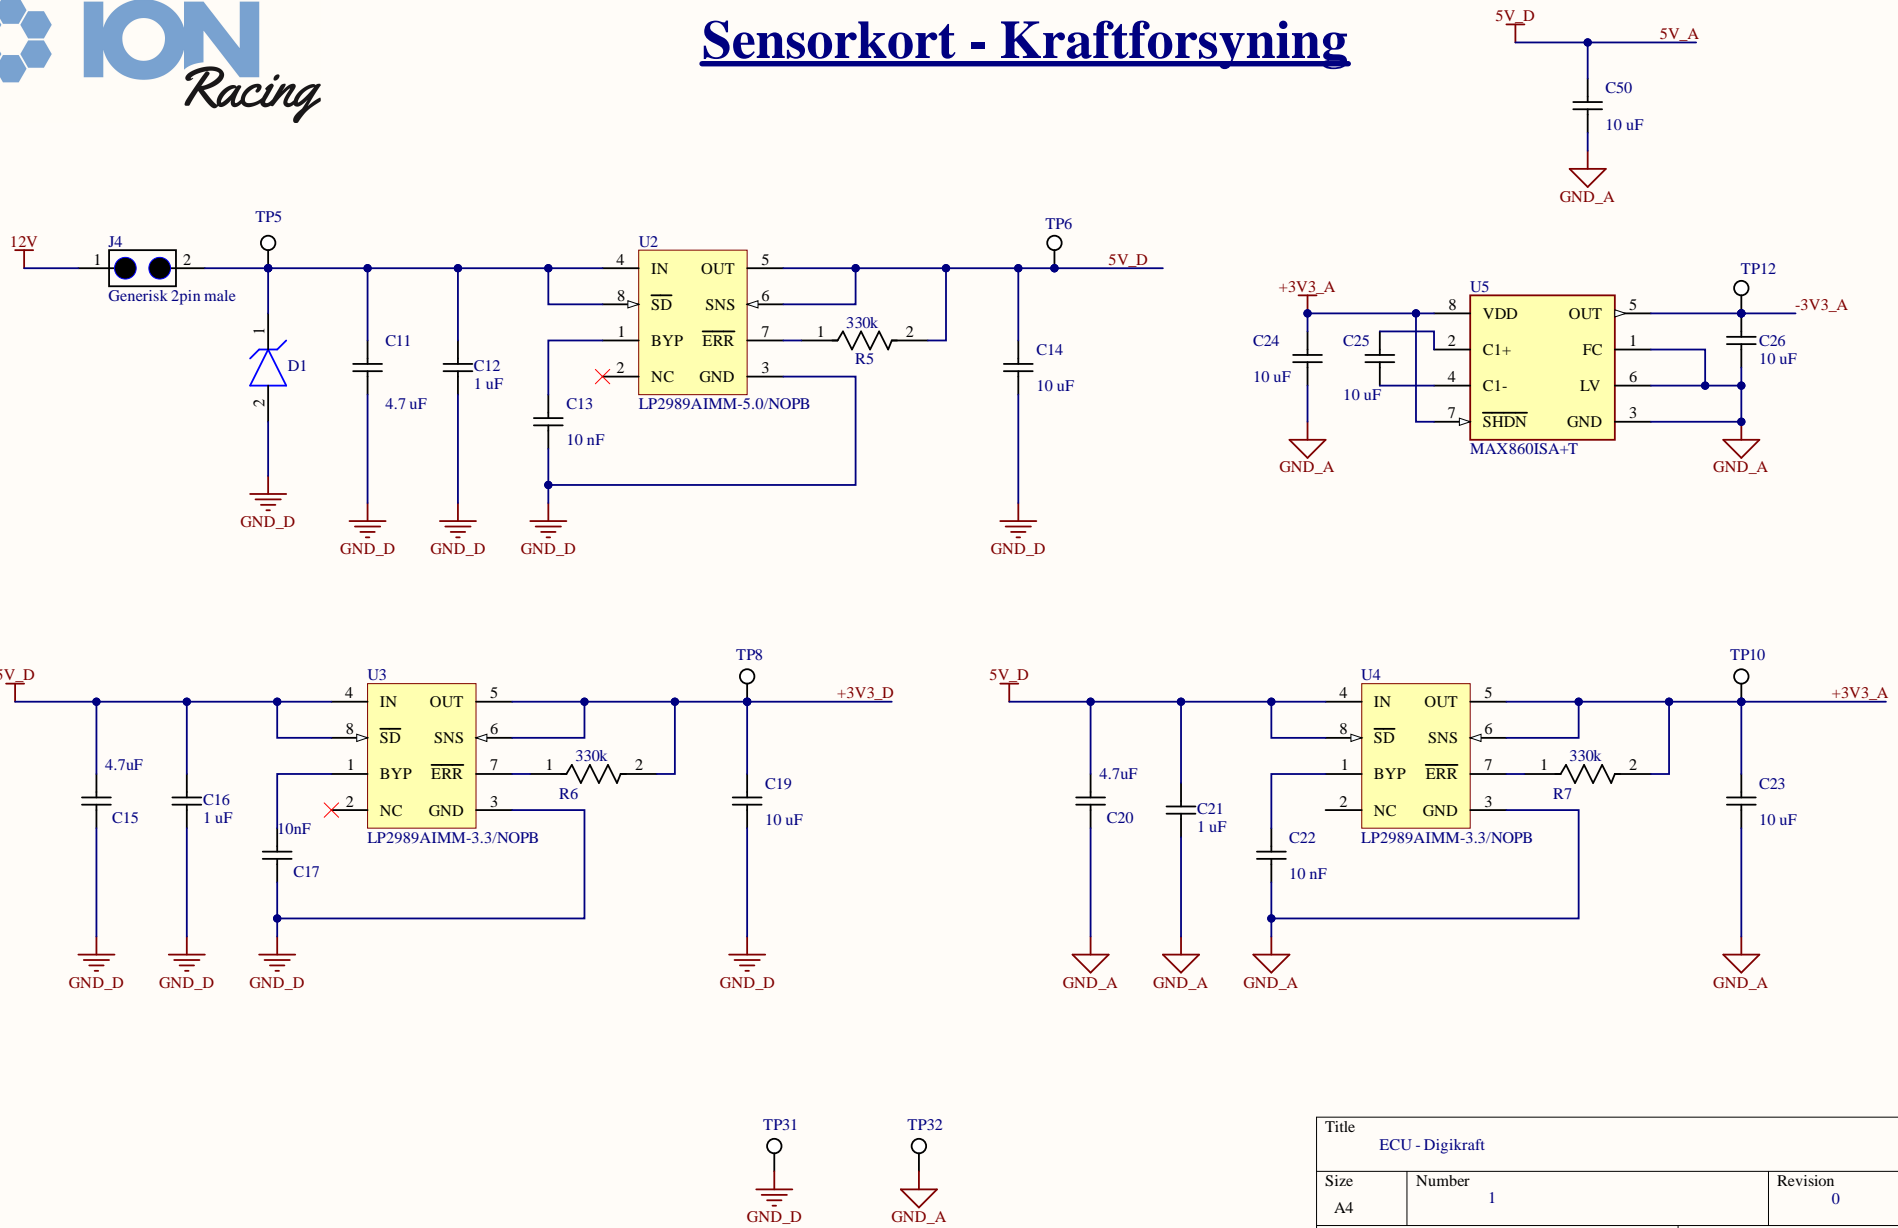 ION
Racing
Sensorkort - Kraftforsyning
5V_D
5V_A
C50
10 uF
GND_A
12V
J4
1
2
Generisk 2pin male
TP5
1
D1
2
GND_D
C11
4.7 uF
GND_D
C12
1 uF
GND_D
C13
10 nF
GND_D
U2
4 IN OUT 5
8 SD SNS 6
1 BYP ERR 7
2 NC GND 3
LP2989AIMM-5.0/NOPB
1 330k 2
R5
TP6
5V_D
C14
10 uF
GND_D
+3V3_A
C24
10 uF
GND_A
C25
10 uF
U5
8 VDD OUT 5
2 C1+ FC 1
4 C1- LV 6
7 SHDN GND 3
MAX860ISA+T
TP12
-3V3_A
C26
10 uF
GND_A
5V_D
4.7uF
C15
GND_D
C16
1 uF
GND_D
10nF
C17
GND_D
U3
4 IN OUT 5
8 SD SNS 6
1 BYP ERR 7
2 NC GND 3
LP2989AIMM-3.3/NOPB
1 330k 2
R6
TP8
+3V3_D
C19
10 uF
GND_D
5V_D
4.7uF
C20
GND_A
C21
1 uF
GND_A
C22
10 nF
GND_A
U4
4 IN OUT 5
8 SD SNS 6
1 BYP ERR 7
2 NC GND 3
LP2989AIMM-3.3/NOPB
1 330k 2
R7
TP10
+3V3_A
C23
10 uF
GND_A
TP31
GND_D
TP32
GND_A
Title
ECU - Digikraft
Size
A4
Number
1
Revision
0